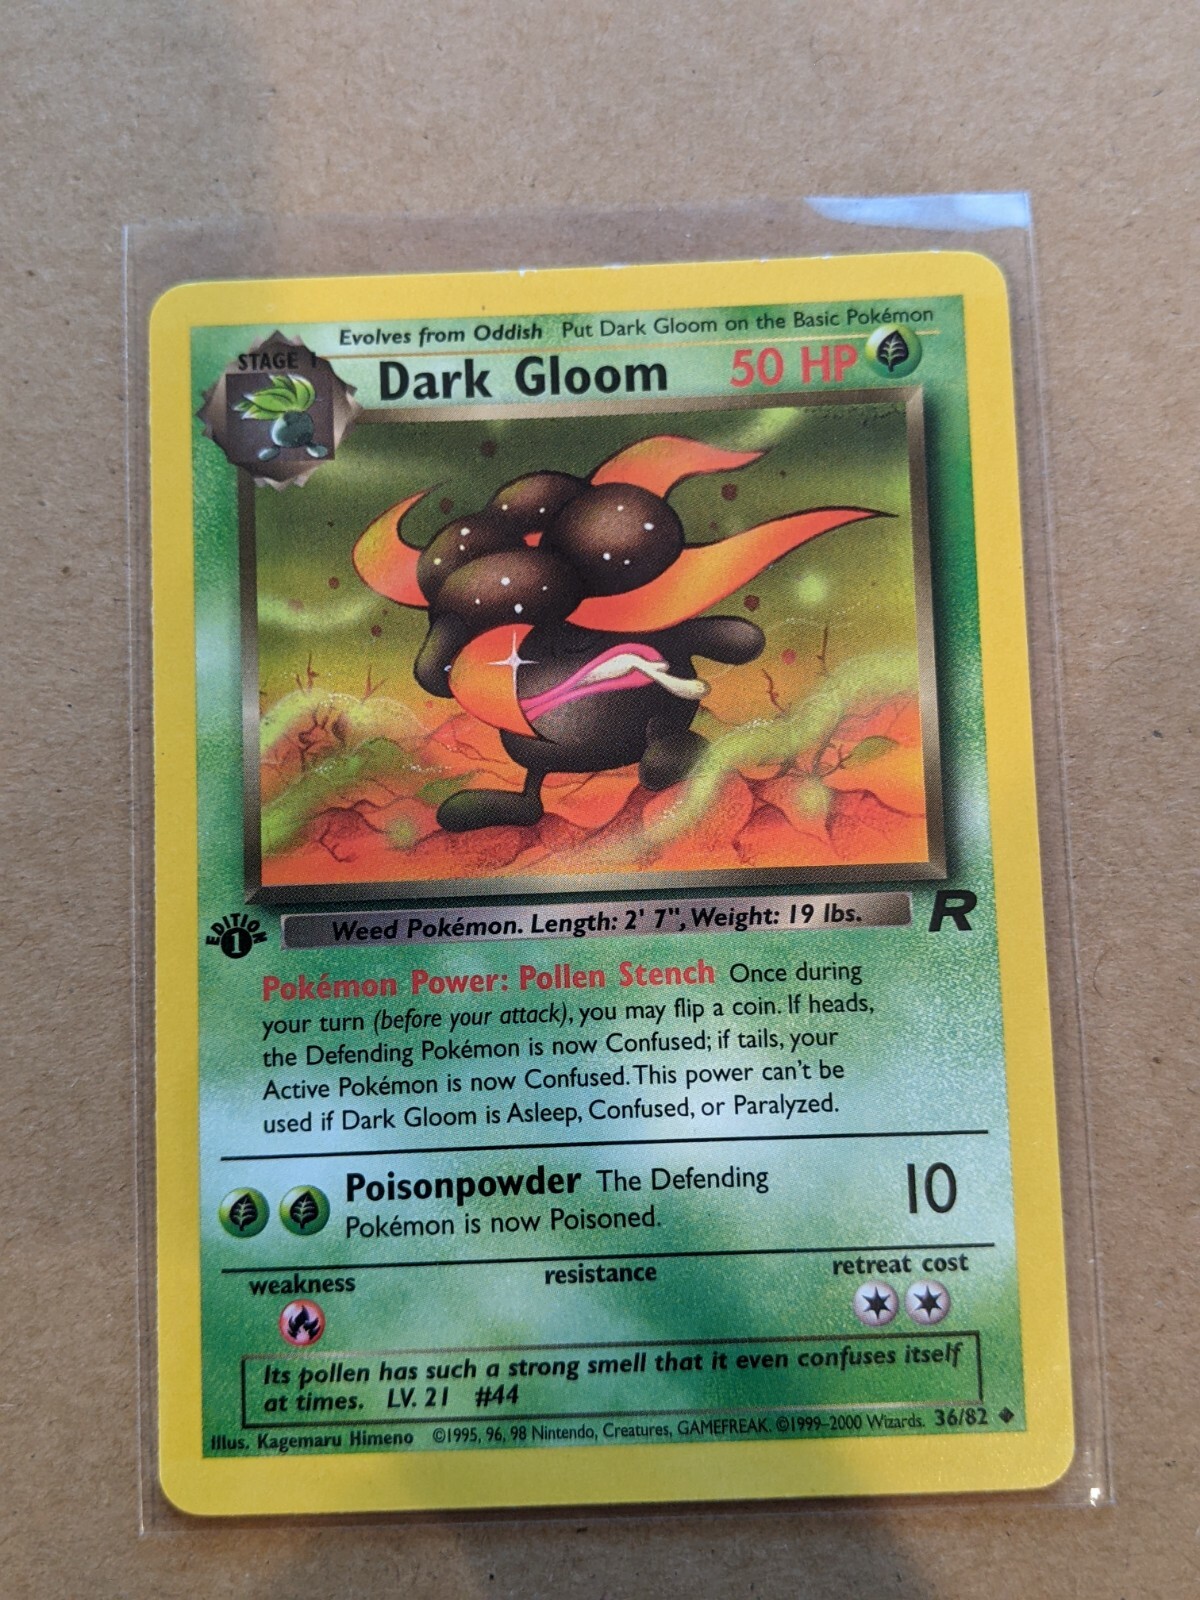 Evolves from Oddish Put Dark Gloom on the Basic Pokémon
STAGE 1
Dark Gloom 50 HP
EDITION
1
Weed Pokémon. Length: 2' 7", Weight: 19 lbs.
R
Pokémon Power: Pollen Stench Once during
your turn (before your attack), you may flip a coin. If heads,
the Defending Pokémon is now Confused; if tails, your
Active Pokémon is now Confused. This power can't be
used if Dark Gloom is Asleep, Confused, or Paralyzed.
Poisonpowder The Defending 10
Pokémon is now Poisoned.
weakness resistance retreat cost
Its pollen has such a strong smell that it even confuses itself
at times. LV. 21 #44
Illus. Kagemaru Himeno ©1995, 96, 98 Nintendo, Creatures, GAMEFREAK. ©1999–2000 Wizards. 36/82